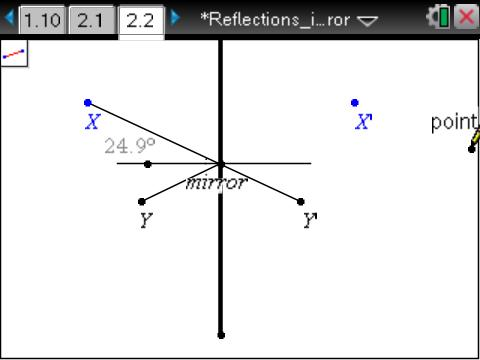 1.10 2.1 2.2 *Reflections_i…ror
X X' point
24.9°
mirror
Y Y'